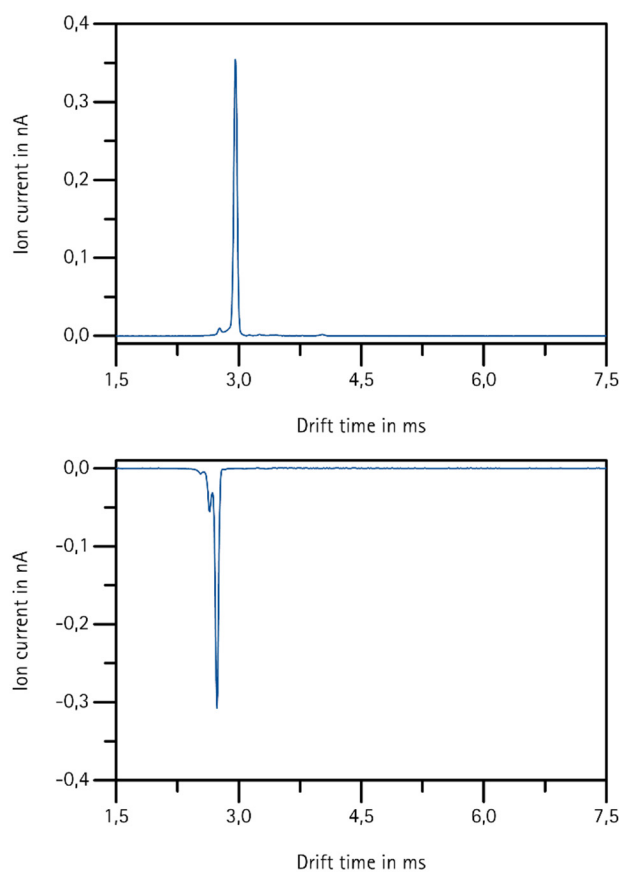 0,4
0,3
0,2
0,1
0,0
Ion current in nA
1,5 3,0 4,5 6,0 7,5
Drift time in ms
0,0
-0,1
-0,2
-0,3
-0,4
Ion current in nA
1,5 3,0 4,5 6,0 7,5
Drift time in ms